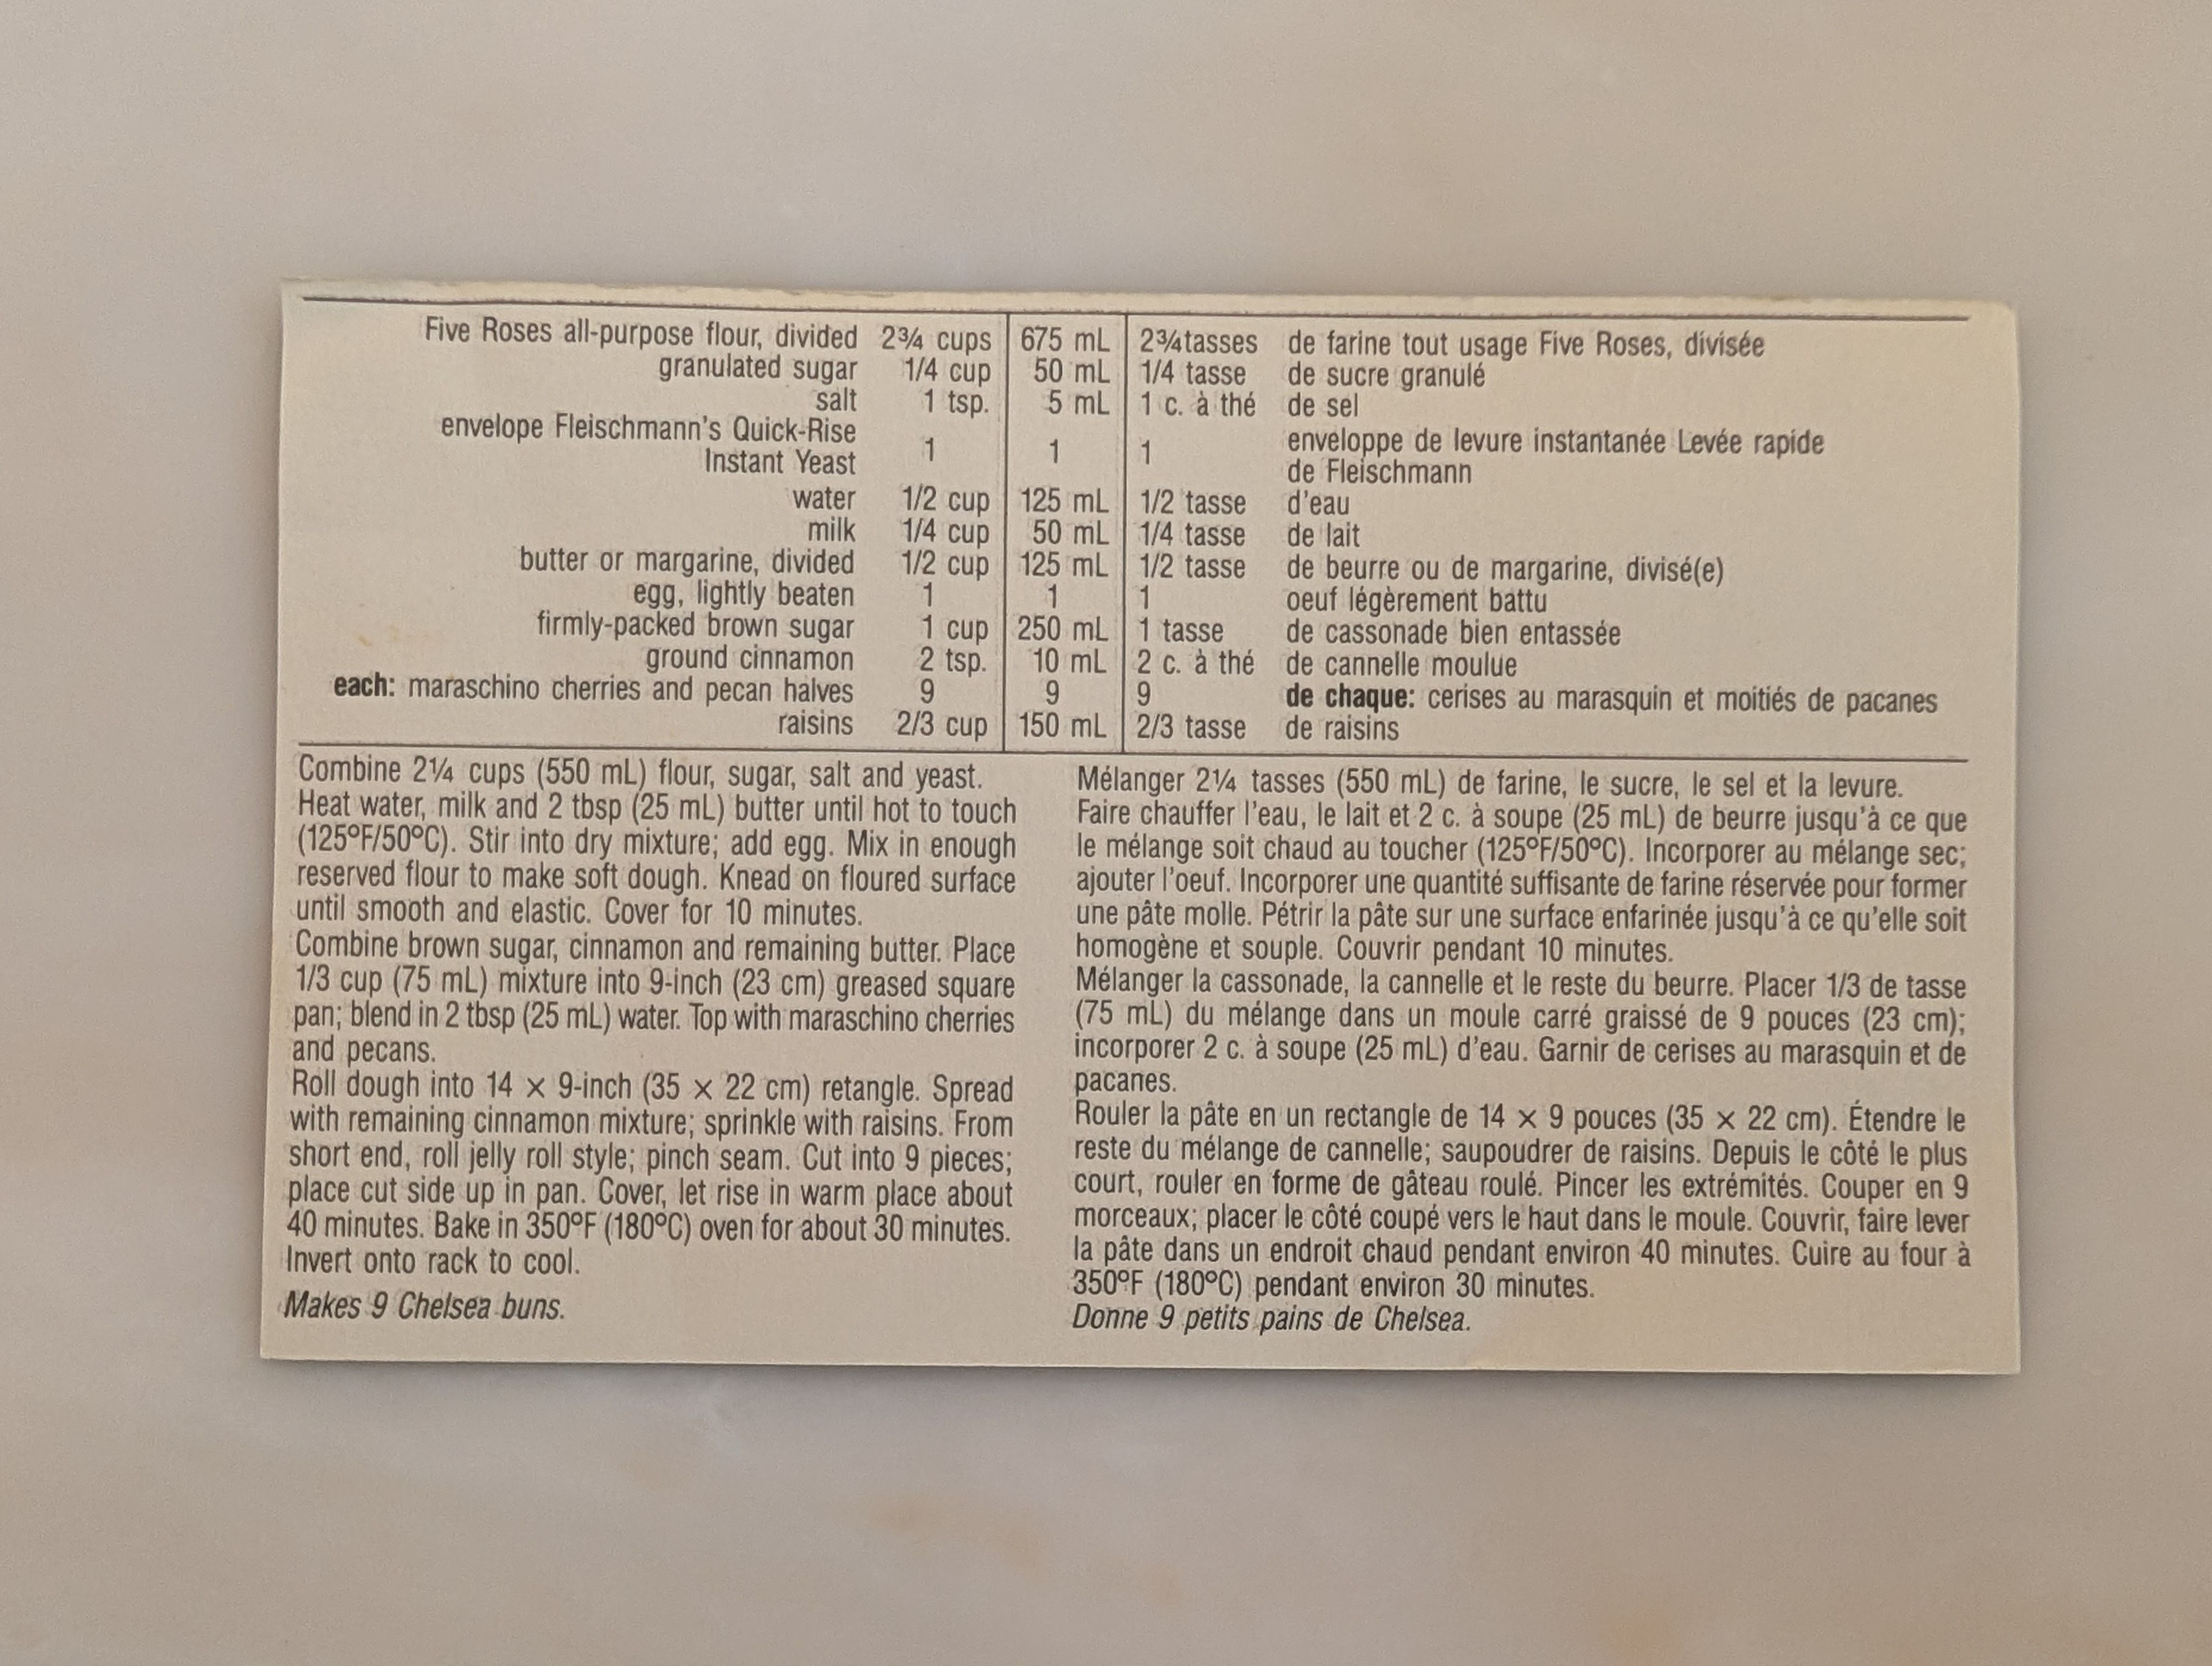 Five Roses all-purpose flour, divided 2¾ cups 675 mL 2¾ tasses de farine tout usage Five Roses, divisée
granulated sugar 1/4 cup 50 mL 1/4 tasse de sucre granulé
salt 1 tsp. 5 mL 1 c. à thé de sel
envelope Fleischmann's Quick-Rise
Instant Yeast 1 1 1 enveloppe de levure instantanée Levée rapide
de Fleischmann
water 1/2 cup 125 mL 1/2 tasse d'eau
milk 1/4 cup 50 mL 1/4 tasse de lait
butter or margarine, divided 1/2 cup 125 mL 1/2 tasse de beurre ou de margarine, divisé(e)
egg, lightly beaten 1 1 1 oeuf légèrement battu
firmly-packed brown sugar 1 cup 250 mL 1 tasse de cassonade bien entassée
ground cinnamon 2 tsp. 10 mL 2 c. à thé de cannelle moulue
each: maraschino cherries and pecan halves 9 9 9 de chaque: cerises au marasquin et moitiés de pacanes
raisins 2/3 cup 150 mL 2/3 tasse de raisins
Combine 2¼ cups (550 mL) flour, sugar, salt and yeast.
Heat water, milk and 2 tbsp (25 mL) butter until hot to touch
(125ºF/50ºC). Stir into dry mixture; add egg. Mix in enough
reserved flour to make soft dough. Knead on floured surface
until smooth and elastic. Cover for 10 minutes.
Combine brown sugar, cinnamon and remaining butter. Place
1/3 cup (75 mL) mixture into 9-inch (23 cm) greased square
pan; blend in 2 tbsp (25 mL) water. Top with maraschino cherries
and pecans.
Roll dough into 14 × 9-inch (35 × 22 cm) retangle. Spread
with remaining cinnamon mixture; sprinkle with raisins. From
short end, roll jelly roll style; pinch seam. Cut into 9 pieces;
place cut side up in pan. Cover, let rise in warm place about
40 minutes. Bake in 350ºF (180ºC) oven for about 30 minutes.
Invert onto rack to cool.
Makes 9 Chelsea buns.
Mélanger 2¼ tasses (550 mL) de farine, le sucre, le sel et la levure.
Faire chauffer l'eau, le lait et 2 c. à soupe (25 mL) de beurre jusqu'à ce que
le mélange soit chaud au toucher (125ºF/50ºC). Incorporer au mélange sec;
ajouter l'oeuf. Incorporer une quantité suffisante de farine réservée pour former
une pâte molle. Pétrir la pâte sur une surface enfarinée jusqu'à ce qu'elle soit
homogène et souple. Couvrir pendant 10 minutes.
Mélanger la cassonade, la cannelle et le reste du beurre. Placer 1/3 de tasse
(75 mL) du mélange dans un moule carré graissé de 9 pouces (23 cm);
incorporer 2 c. à soupe (25 mL) d'eau. Garnir de cerises au marasquin et de
pacanes.
Rouler la pâte en un rectangle de 14 × 9 pouces (35 × 22 cm). Étendre le
reste du mélange de cannelle; saupoudrer de raisins. Depuis le côté le plus
court, rouler en forme de gâteau roulé. Pincer les extrémités. Couper en 9
morceaux; placer le côté coupé vers le haut dans le moule. Couvrir, faire lever
la pâte dans un endroit chaud pendant environ 40 minutes. Cuire au four à
350ºF (180ºC) pendant environ 30 minutes.
Donne 9 petits pains de Chelsea.